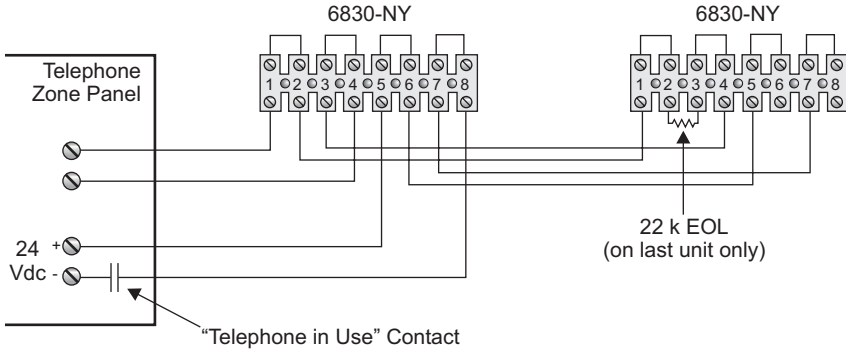 6830-NY
6830-NY
Telephone
Zone Panel
1 2 3 4 5 6 7 8
1 2 3 4 5 6 7 8
24 +
Vdc -
22 k EOL
(on last unit only)
“Telephone in Use” Contact